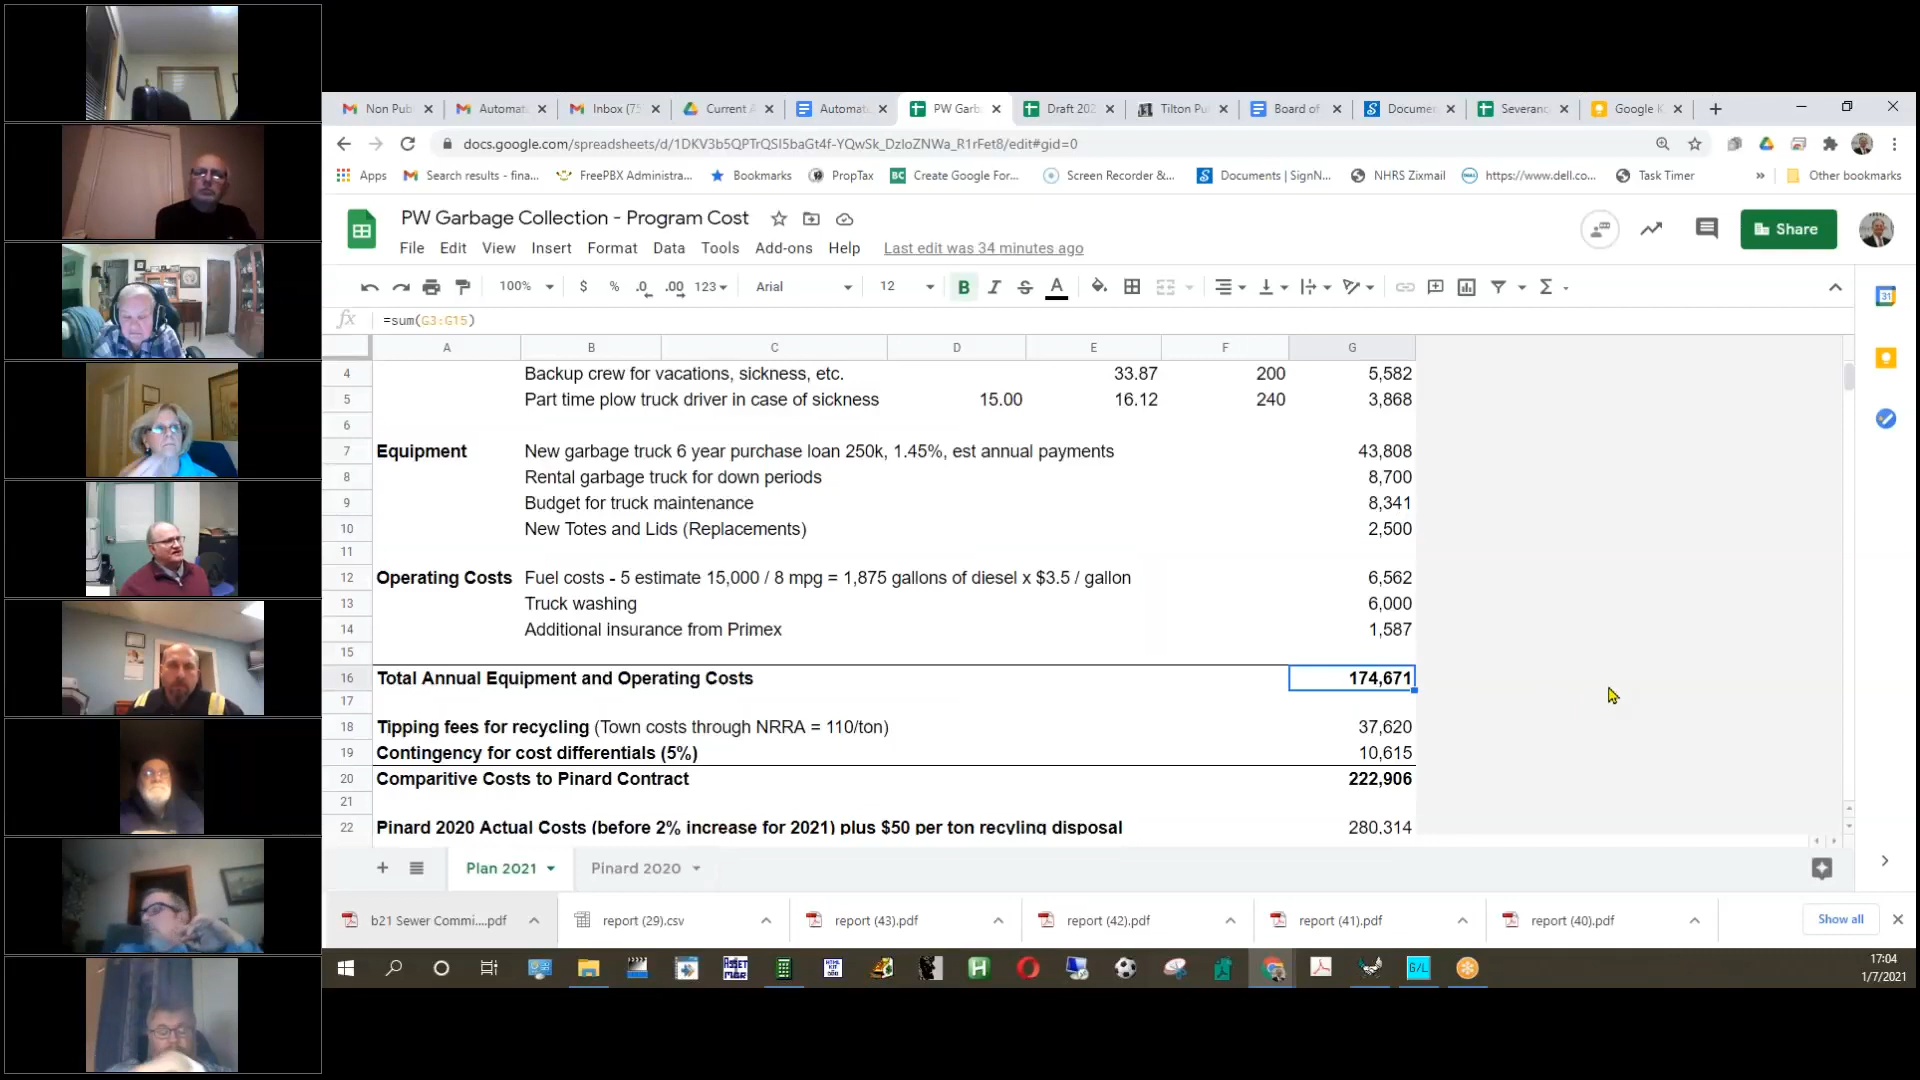 Non Pub
Automat
Inbox (75
Current A
Automat
PW Garb
Draft 202
Tilton Pu
Board of
Documen
Severanc
Google K
docs.google.com/spreadsheets/d/1DKV3b5QPTrQSI5baGt4f-YQwSk_DzloZNWa_R1rFet8/edit#gid=0
Apps
Search results - fina...
FreePBX Administra...
Bookmarks
PropTax
BC Create Google For...
Screen Recorder &...
Documents | SignN...
NHRS Zixmail
https://www.dell.co...
Task Timer
» Other bookmarks
PW Garbage Collection - Program Cost
File Edit View Insert Format Data Tools Add-ons Help Last edit was 34 minutes ago
Share
100% $ % .0 .00 123 Arial 12 B I S A
fx =sum(G3:G15)
A B C D E F G
4 Backup crew for vacations, sickness, etc. 33.87 200 5,582
5 Part time plow truck driver in case of sickness 15.00 16.12 240 3,868
6
7 Equipment New garbage truck 6 year purchase loan 250k, 1.45%, est annual payments 43,808
8 Rental garbage truck for down periods 8,700
9 Budget for truck maintenance 8,341
10 New Totes and Lids (Replacements) 2,500
11
12 Operating Costs Fuel costs - 5 estimate 15,000 / 8 mpg = 1,875 gallons of diesel x $3.5 / gallon 6,562
13 Truck washing 6,000
14 Additional insurance from Primex 1,587
15
16 Total Annual Equipment and Operating Costs 174,671
17
18 Tipping fees for recycling (Town costs through NRRA = 110/ton) 37,620
19 Contingency for cost differentials (5%) 10,615
20 Comparitive Costs to Pinard Contract 222,906
21
22 Pinard 2020 Actual Costs (before 2% increase for 2021) plus $50 per ton recyling disposal 280,314
Plan 2021
Pinard 2020
b21 Sewer Commi....pdf
report (29).csv
report (43).pdf
report (42).pdf
report (41).pdf
report (40).pdf
Show all
G/L
17:04
1/7/2021